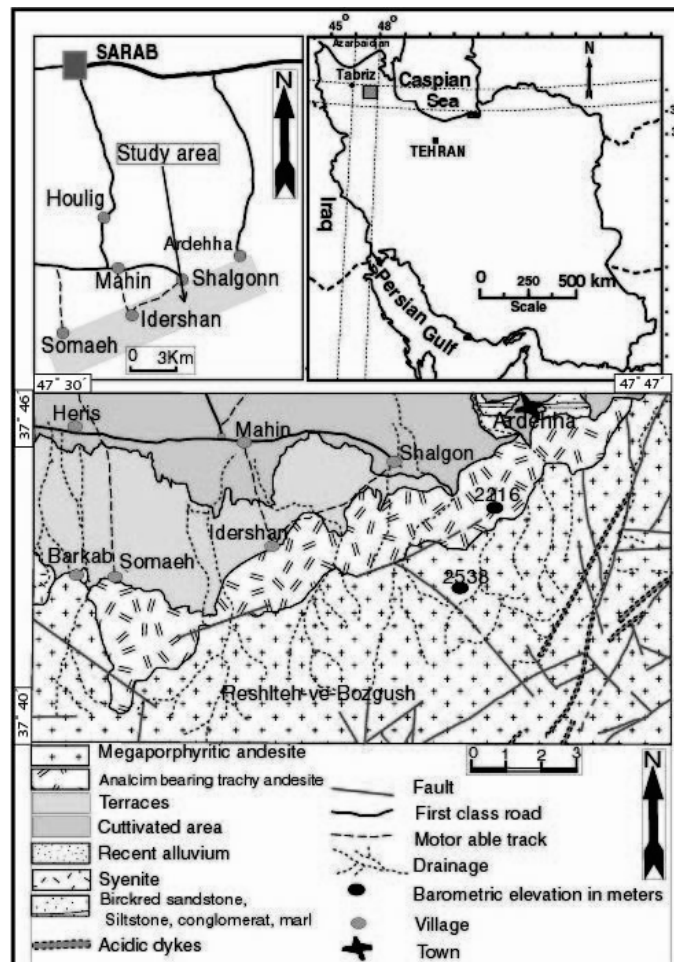 SARAB
N
Study area
Houlig
Ardehha
Mahin
Shalgonn
Idershan
Somaeh
0 3Km
45° 48°
Azarbaidjan
Tabriz
Caspian
Sea
N
TEHRAN
Iraq
Persian Gulf
0 250 500 km
Scale
47° 30´
47° 47´
37° 46´
Heris
Mahin
Shalgon
Ardehha
2216
Idershan
Barkab
Somaeh
2538
37° 40´
Reshlteh-ve-Bozgush
0 1 2 3
N
Megaporphyritic andesite
Analcim bearing trachy andesite
Terraces
Cuttivated area
Recent alluvium
Syenite
Birckred sandstone,
Siltstone, conglomerat, marl
Acidic dykes
Fault
First class road
Motor able track
Drainage
Barometric elevation in meters
Village
Town